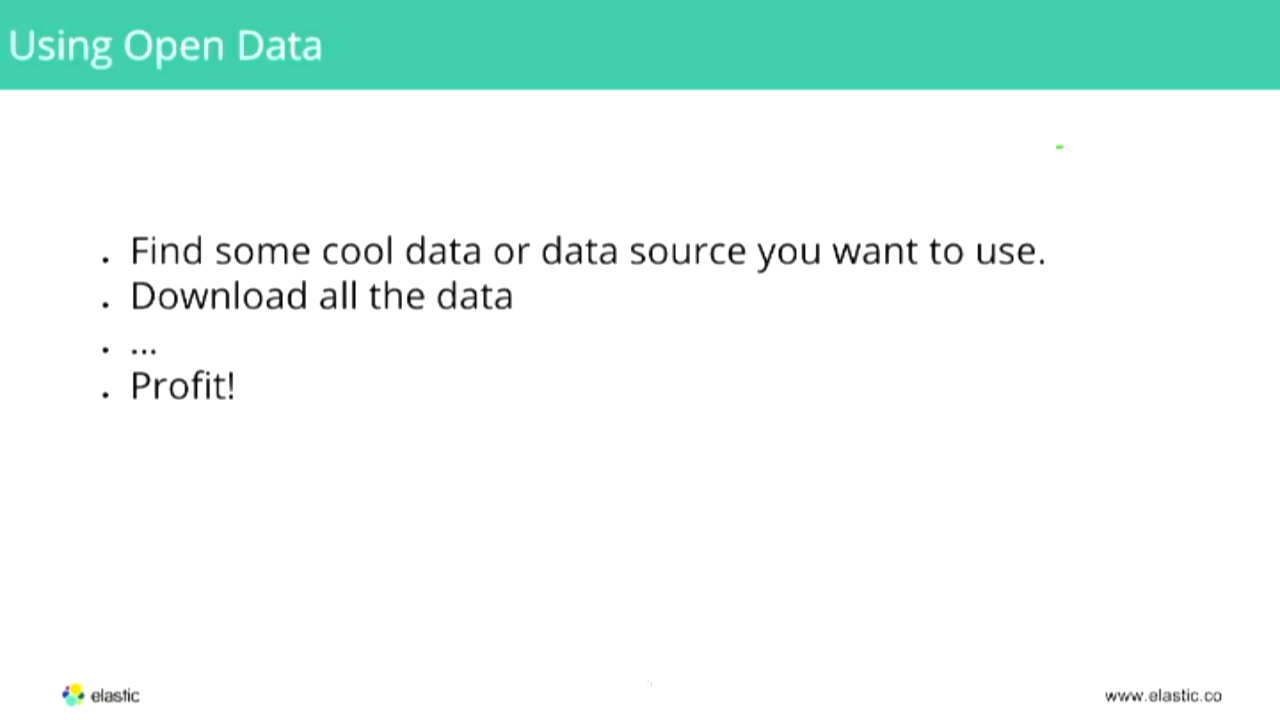 Using Open Data
. Find some cool data or data source you want to use.
. Download all the data
. ...
. Profit!
elastic
www.elastic.co